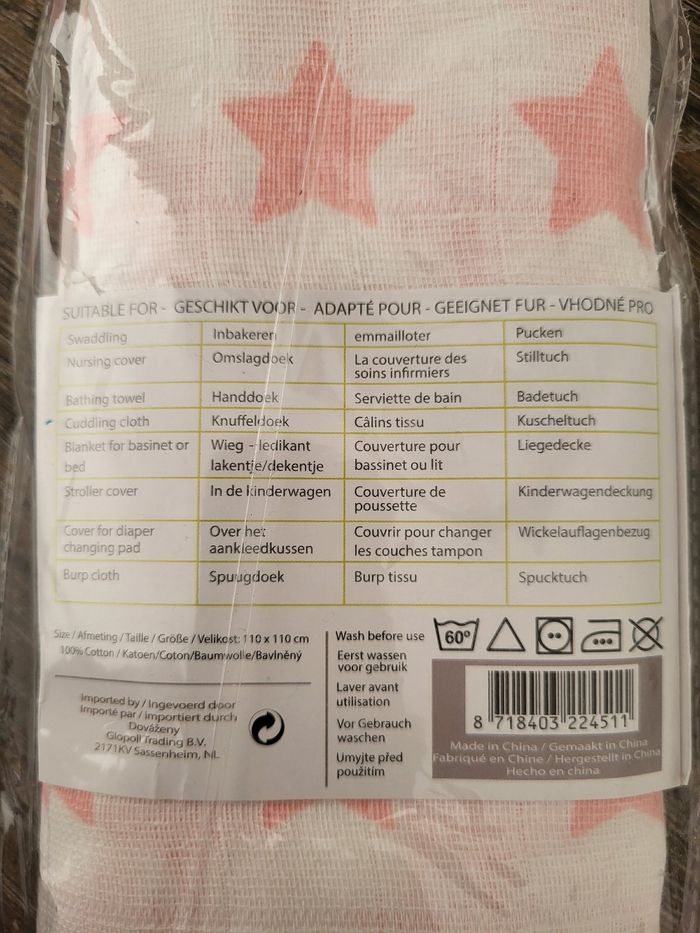 SUITABLE FOR - GESCHIKT VOOR - ADAPTÉ POUR - GEEIGNET FUR - VHODNÉ PRO
Swaddling Inbakeren emmailloter Pucken
Nursing cover Omslagdoek La couverture des Stilltuch
soins infirmiers
Bathing towel Handdoek Serviette de bain Badetuch
Cuddling cloth Knuffeldoek Câlins tissu Kuscheltuch
Blanket for basinet or Wieg - ledikant Couverture pour Liegedecke
bed lakentje/dekentje bassinet ou lit
Stroller cover In de kinderwagen Couverture de Kinderwagendeckung
poussette
Cover for diaper Over het Couvrir pour changer Wickelauflagenbezug
changing pad aankleedkussen les couches tampon
Burp cloth Spuugdoek Burp tissu Spucktuch
Size / Afmeting / Taille / Größe / Velikost: 110 x 110 cm
100% Cotton / Katoen/Coton/Baumwolle/Bavlněný
Imported by / Ingevoerd door
Importé par / importiert durch
Dováženy
Glopoll Trading B.V.
2171KV Sassenheim, NL
Wash before use
Eerst wassen
voor gebruik
Laver avant
utilisation
Vor Gebrauch
waschen
Umyjte před
použitím
60°
8 718403 224511
Made in China / Gemaakt in China
Fabriqué en Chine / Hergestellt in China
Hecho en china